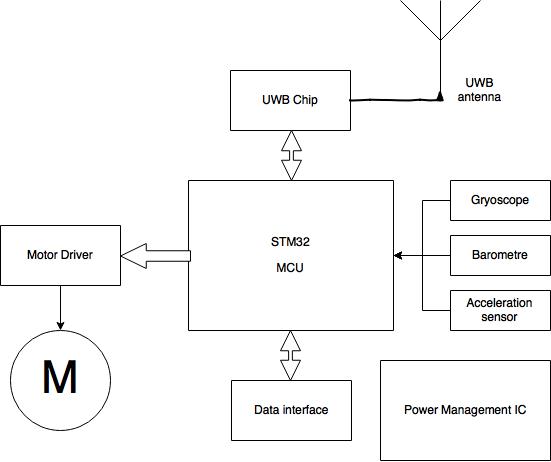 UWB
antenna
UWB Chip
Gryoscope
STM32
MCU
Motor Driver
Barometre
Acceleration
sensor
M
Data interface
Power Management IC